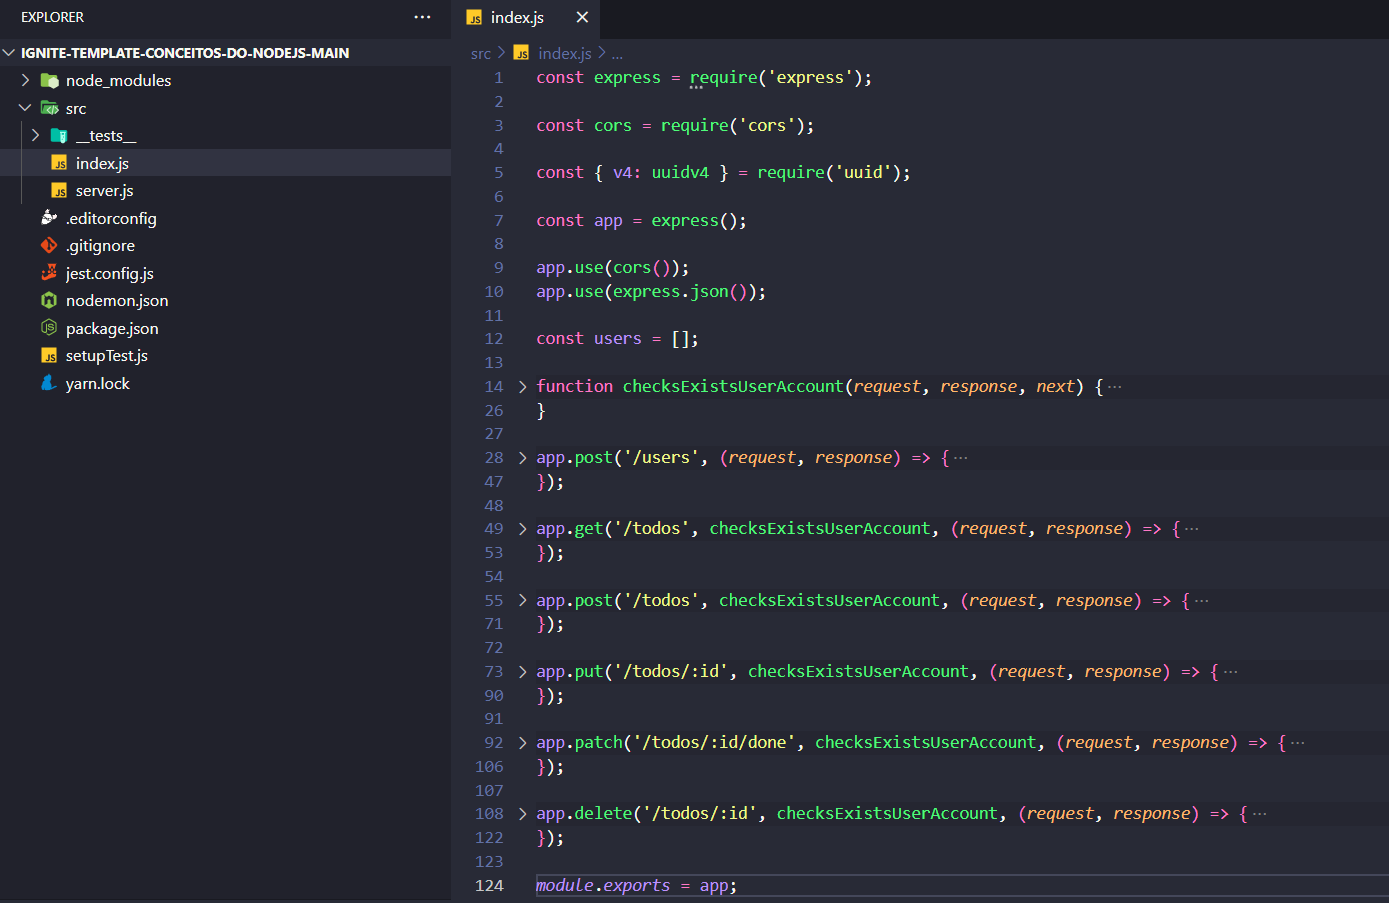 EXPLORER
···
IGNITE-TEMPLATE-CONCEITOS-DO-NODEJS-MAIN
node_modules
src
__tests__
index.js
server.js
.editorconfig
.gitignore
jest.config.js
nodemon.json
package.json
setupTest.js
yarn.lock
JS index.js ×
src > JS index.js > ...
1 const express = require('express');
2
3 const cors = require('cors');
4
5 const { v4: uuidv4 } = require('uuid');
6
7 const app = express();
8
9 app.use(cors());
10 app.use(express.json());
11
12 const users = [];
13
14 > function checksExistsUserAccount(request, response, next) {···
26 }
27
28 > app.post('/users', (request, response) => {···
47 });
48
49 > app.get('/todos', checksExistsUserAccount, (request, response) => {···
53 });
54
55 > app.post('/todos', checksExistsUserAccount, (request, response) => {···
71 });
72
73 > app.put('/todos/:id', checksExistsUserAccount, (request, response) => {···
90 });
91
92 > app.patch('/todos/:id/done', checksExistsUserAccount, (request, response) => {···
106 });
107
108 > app.delete('/todos/:id', checksExistsUserAccount, (request, response) => {···
122 });
123
124 module.exports = app;